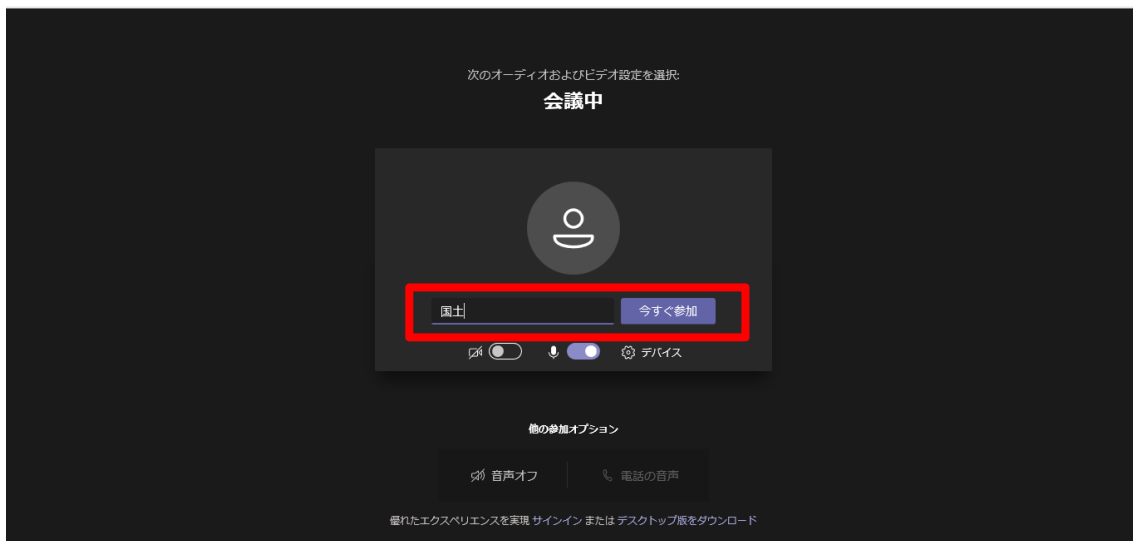 次のオーディオおよびビデオ設定を選択:
会議中
国土 今すぐ参加
デバイス
他の参加オプション
音声オフ 電話の音声
優れたエクスペリエンスを実現 サインイン または デスクトップ版をダウンロード